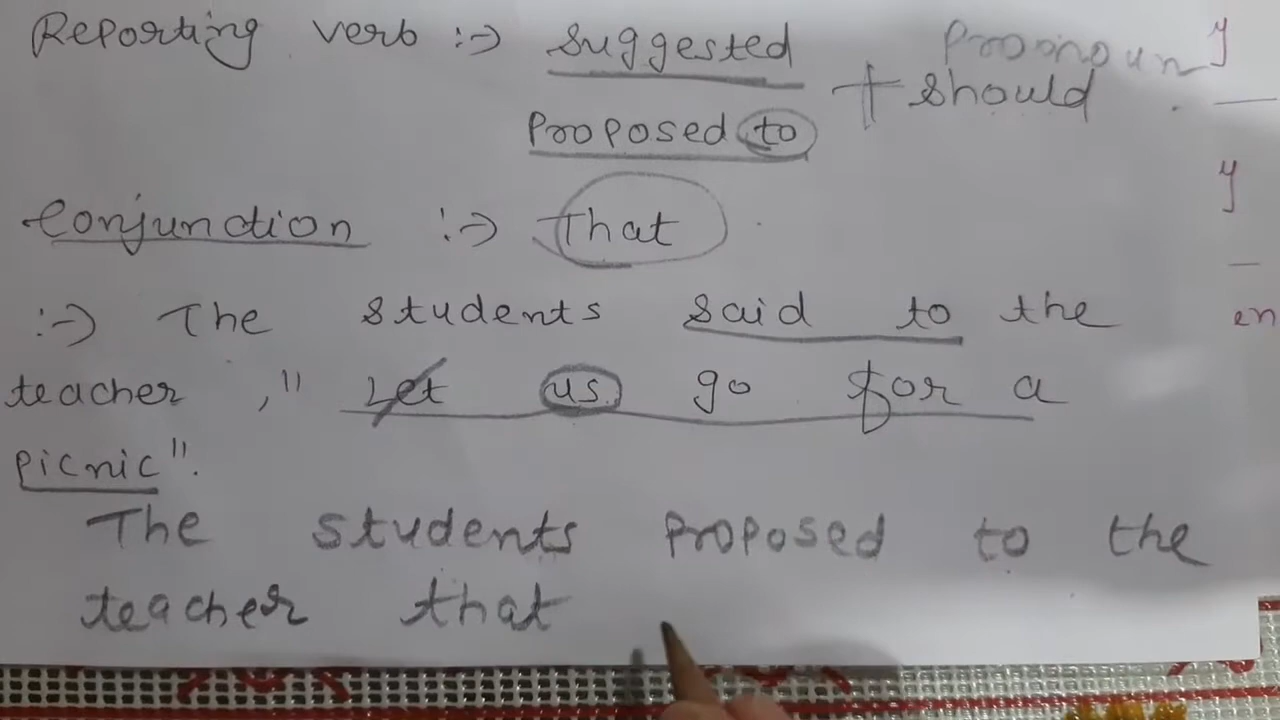 Reporting verb :-> Suggested
Pronoun
+ should
Proposed to
Conjunction :-> That
:-> The students said to the
teacher ," Let us go for a
picnic".
The students proposed to the
teacher that
y
y
en